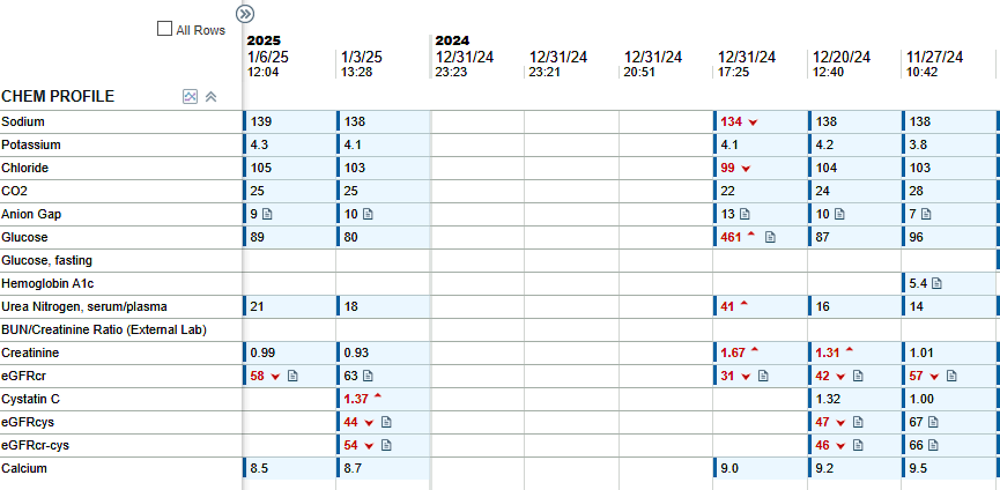 All Rows
2025 2024
1/6/25 1/3/25 12/31/24 12/31/24 12/31/24 12/31/24 12/20/24 11/27/24
12:04 13:28 23:23 23:21 20:51 17:25 12:40 10:42
CHEM PROFILE
Sodium 139 138 134 138 138
Potassium 4.3 4.1 4.1 4.2 3.8
Chloride 105 103 99 104 103
CO2 25 25 22 24 28
Anion Gap 9 10 13 10 7
Glucose 89 80 461 87 96
Glucose, fasting
Hemoglobin A1c 5.4
Urea Nitrogen, serum/plasma 21 18 41 16 14
BUN/Creatinine Ratio (External Lab)
Creatinine 0.99 0.93 1.67 1.31 1.01
eGFRcr 58 63 31 42 57
Cystatin C 1.37 1.32 1.00
eGFRcys 44 47 67
eGFRcr-cys 54 46 66
Calcium 8.5 8.7 9.0 9.2 9.5